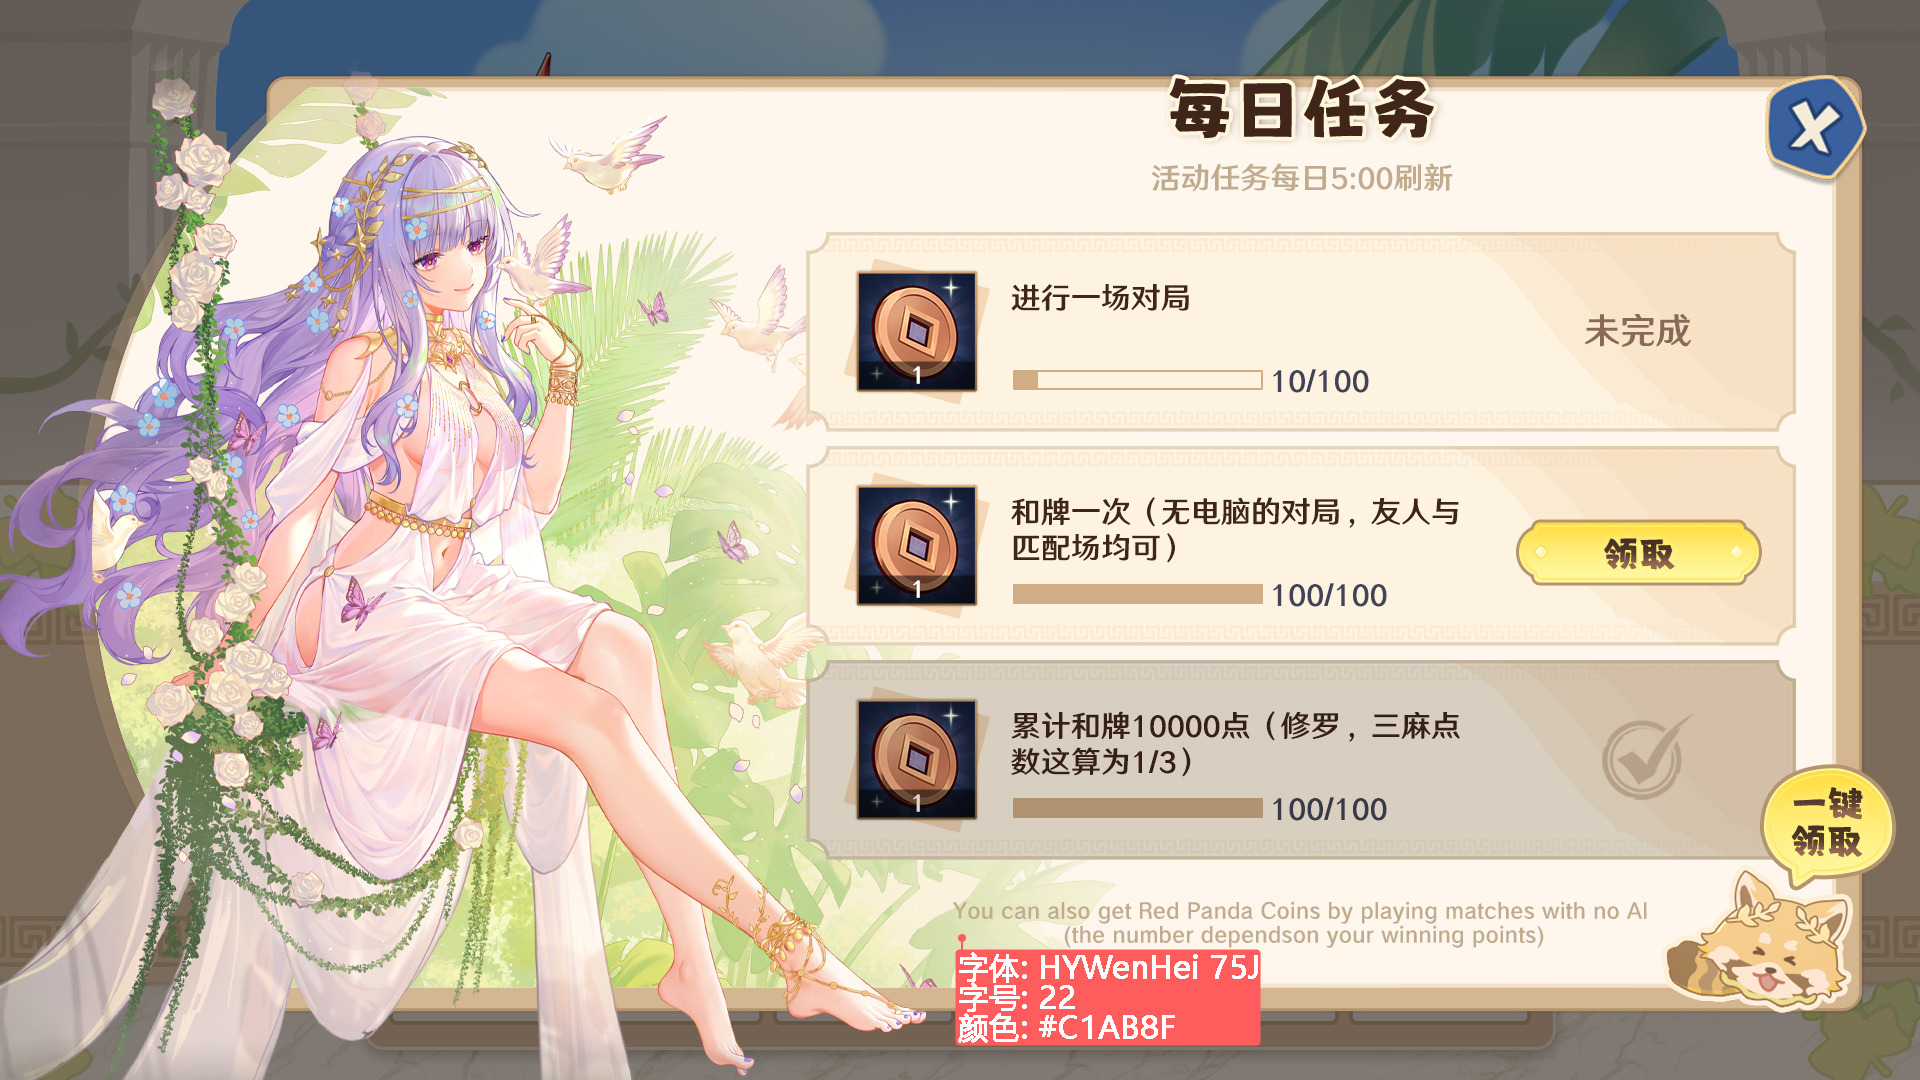 每日任务
活动任务每日5:00刷新
进行一场对局
1
10/100
未完成
和牌一次（无电脑的对局，友人与
匹配场均可）
1
100/100
领取
累计和牌10000点（修罗，三麻点
数这算为1/3）
1
100/100
一键
领取
You can also get Red Panda Coins by playing matches with no AI
(the number dependson your winning points)
字体: HYWenHei 75J
字号: 22
颜色: #C1AB8F